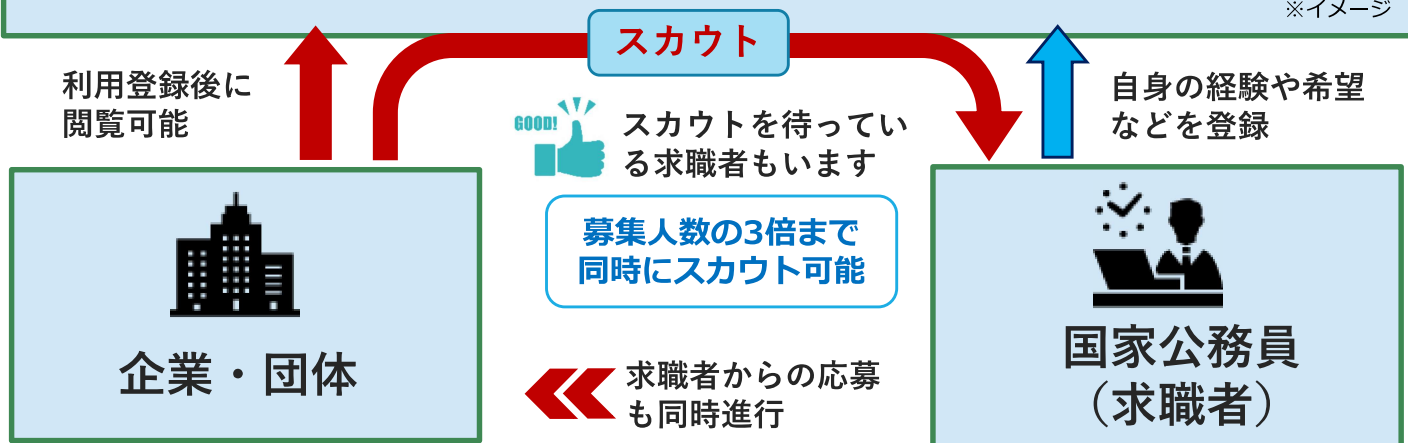 ※イメージ
スカウト
利用登録後に
閲覧可能
自身の経験や希望
などを登録
GOOD!
スカウトを待ってい
る求職者もいます
募集人数の3倍まで
同時にスカウト可能
企業・団体
求職者からの応募
も同時進行
国家公務員
（求職者）